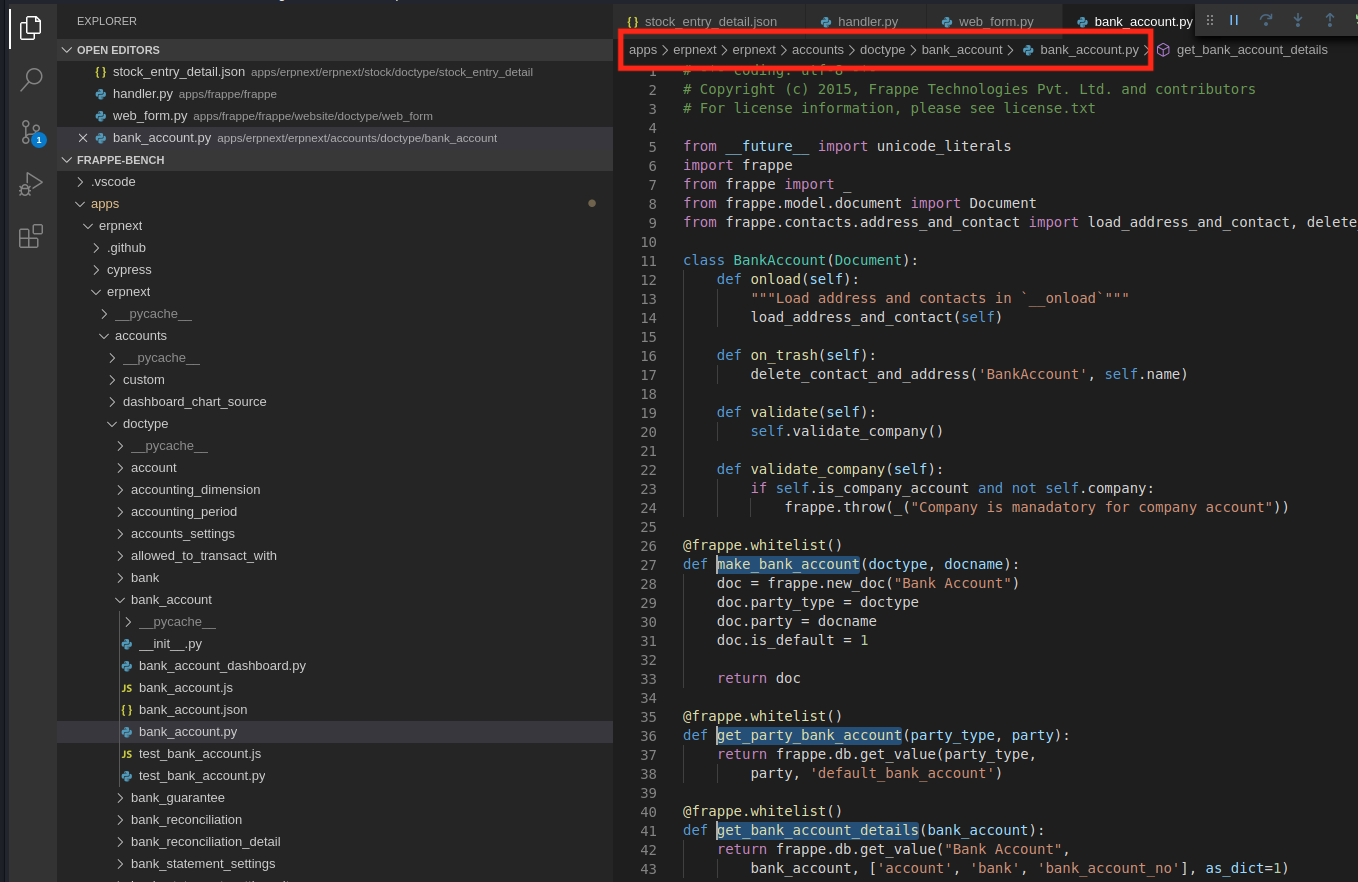 EXPLORER
OPEN EDITORS
{} stock_entry_detail.json apps/erpnext/erpnext/stock/doctype/stock_entry_detail
handler.py apps/frappe/frappe
web_form.py apps/frappe/frappe/website/doctype/web_form
bank_account.py apps/erpnext/erpnext/accounts/doctype/bank_account
FRAPPE-BENCH
.vscode
apps
erpnext
.github
cypress
erpnext
__pycache__
accounts
__pycache__
custom
dashboard_chart_source
doctype
__pycache__
account
accounting_dimension
accounting_period
accounts_settings
allowed_to_transact_with
bank
bank_account
__pycache__
__init__.py
bank_account_dashboard.py
JS bank_account.js
{} bank_account.json
bank_account.py
JS test_bank_account.js
test_bank_account.py
bank_guarantee
bank_reconciliation
bank_reconciliation_detail
bank_statement_settings
1
{} stock_entry_detail.json handler.py web_form.py bank_account.py
apps > erpnext > erpnext > accounts > doctype > bank_account > bank_account.py > get_bank_account_details
1 # -*- coding: utf-8 -*-
2 # Copyright (c) 2015, Frappe Technologies Pvt. Ltd. and contributors
3 # For license information, please see license.txt
4
5 from __future__ import unicode_literals
6 import frappe
7 from frappe import _
8 from frappe.model.document import Document
9 from frappe.contacts.address_and_contact import load_address_and_contact, delete
10
11 class BankAccount(Document):
12 def onload(self):
13 """Load address and contacts in `__onload`"""
14 load_address_and_contact(self)
15
16 def on_trash(self):
17 delete_contact_and_address('BankAccount', self.name)
18
19 def validate(self):
20 self.validate_company()
21
22 def validate_company(self):
23 if self.is_company_account and not self.company:
24 frappe.throw(_("Company is manadatory for company account"))
25
26 @frappe.whitelist()
27 def make_bank_account(doctype, docname):
28 doc = frappe.new_doc("Bank Account")
29 doc.party_type = doctype
30 doc.party = docname
31 doc.is_default = 1
32
33 return doc
34
35 @frappe.whitelist()
36 def get_party_bank_account(party_type, party):
37 return frappe.db.get_value(party_type,
38 party, 'default_bank_account')
39
40 @frappe.whitelist()
41 def get_bank_account_details(bank_account):
42 return frappe.db.get_value("Bank Account",
43 bank_account, ['account', 'bank', 'bank_account_no'], as_dict=1)